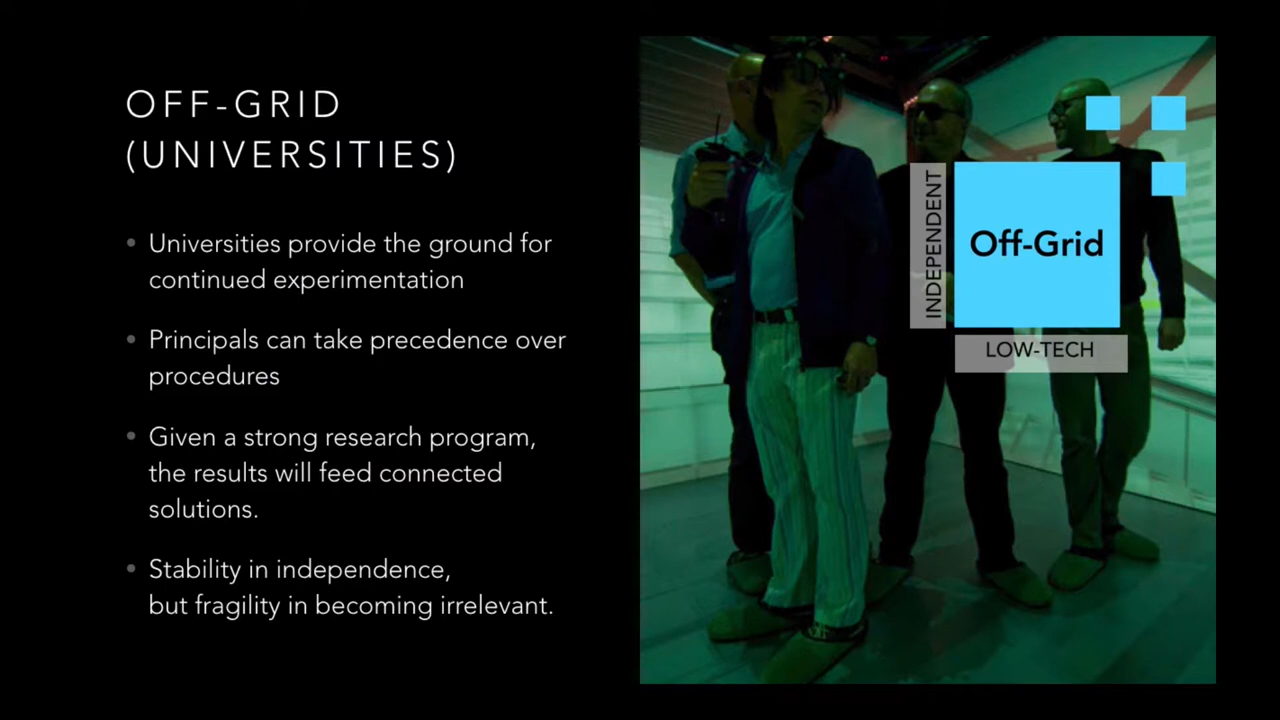 OFF-GRID
(UNIVERSITIES)
• Universities provide the ground for
continued experimentation
• Principals can take precedence over
procedures
• Given a strong research program,
the results will feed connected
solutions.
• Stability in independence,
but fragility in becoming irrelevant.
INDEPENDENT
Off-Grid
LOW-TECH